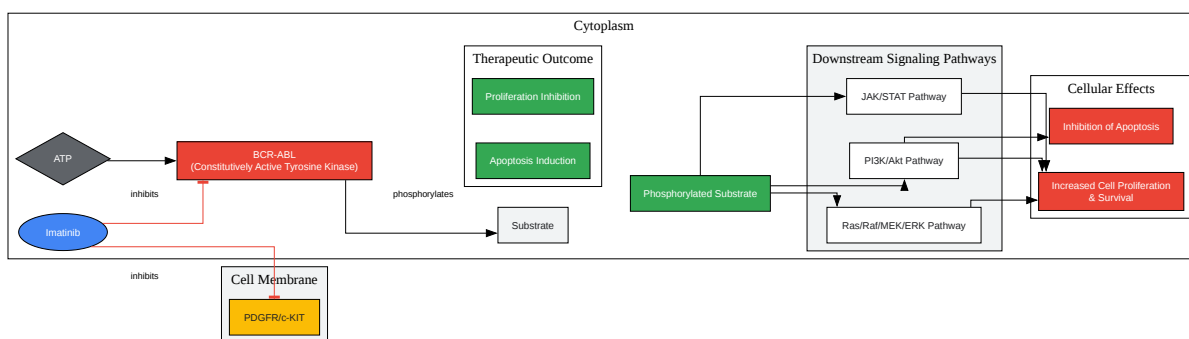 Cytoplasm
Therapeutic Outcome
Proliferation Inhibition
Apoptosis Induction
Downstream Signaling Pathways
JAK/STAT Pathway
PI3K/Akt Pathway
Ras/Raf/MEK/ERK Pathway
Cellular Effects
Inhibition of Apoptosis
Increased Cell Proliferation
& Survival
ATP
BCR-ABL
(Constitutively Active Tyrosine Kinase)
inhibits
phosphorylates
Phosphorylated Substrate
Imatinib
Substrate
inhibits
Cell Membrane
PDGFR/c-KIT